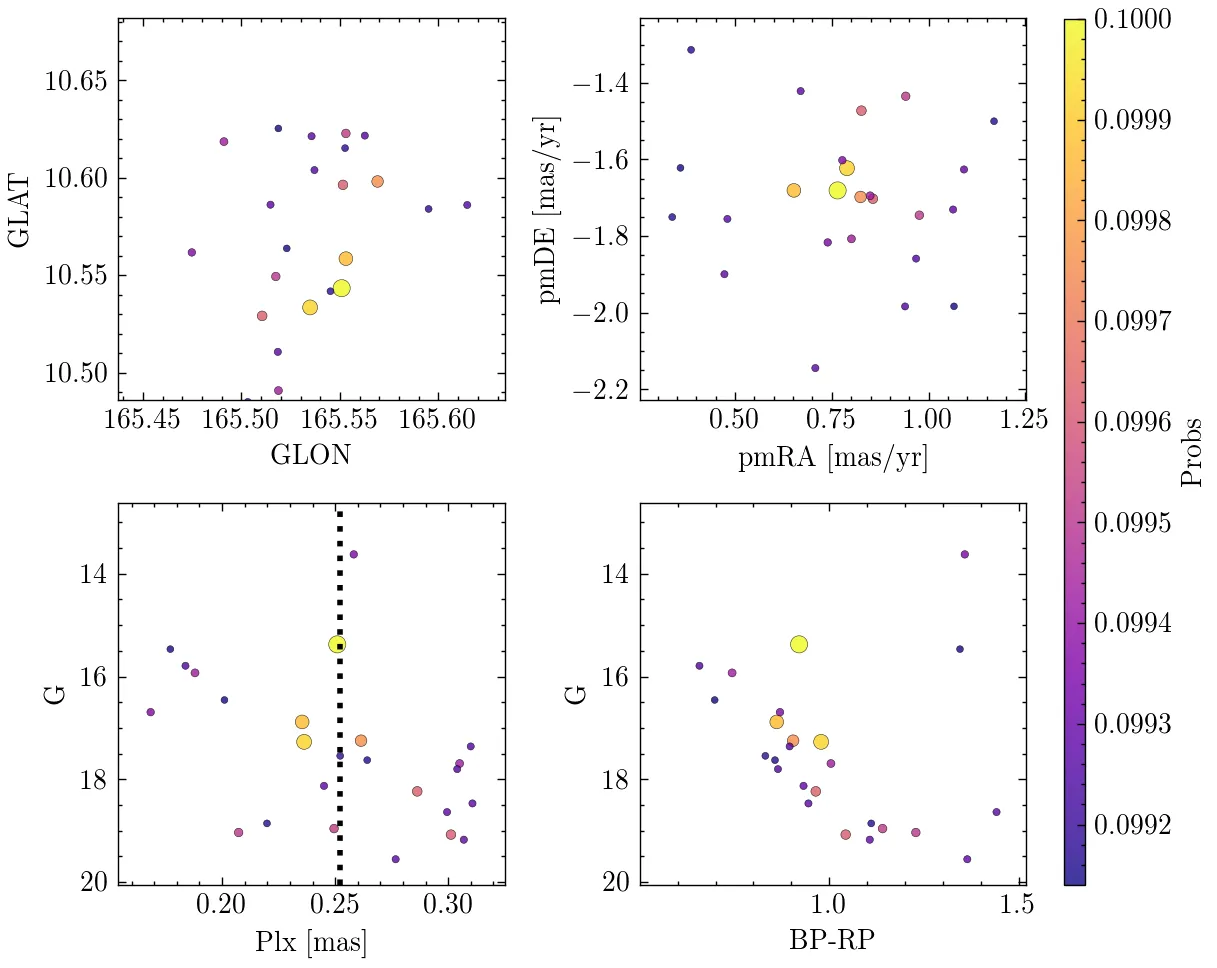 10.65
10.60
10.55
10.50
GLAT
165.45 165.50 165.55 165.60
GLON
−1.4
−1.6
−1.8
−2.0
−2.2
pmDE [mas/yr]
0.50 0.75 1.00 1.25
pmRA [mas/yr]
14
16
18
20
G
0.20 0.25 0.30
Plx [mas]
14
16
18
20
G
1.0 1.5
BP-RP
0.1000
0.0999
0.0998
0.0997
0.0996
0.0995
0.0994
0.0993
0.0992
Probs